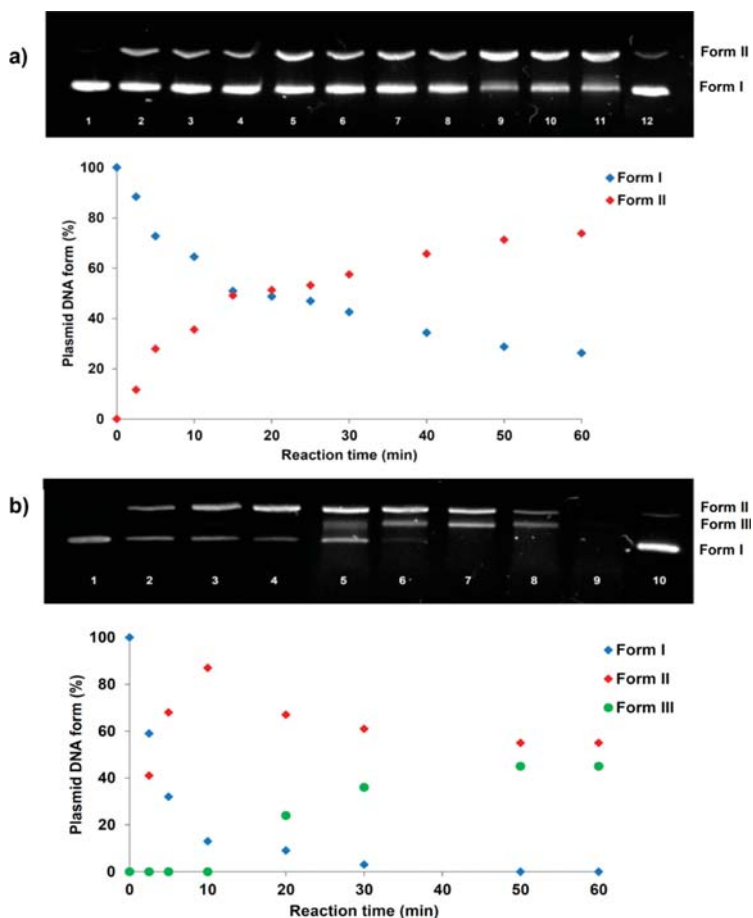 a)
Form II
Form I
1 2 3 4 5 6 7 8 9 10 11 12
100
80
60
40
20
0
Plasmid DNA form (%)
Form I
Form II
0 10 20 30 40 50 60
Reaction time (min)
b)
Form II
Form III
Form I
1 2 3 4 5 6 7 8 9 10
100
80
60
40
20
0
Plasmid DNA form (%)
Form I
Form II
Form III
0 10 20 30 40 50 60
Reaction time (min)